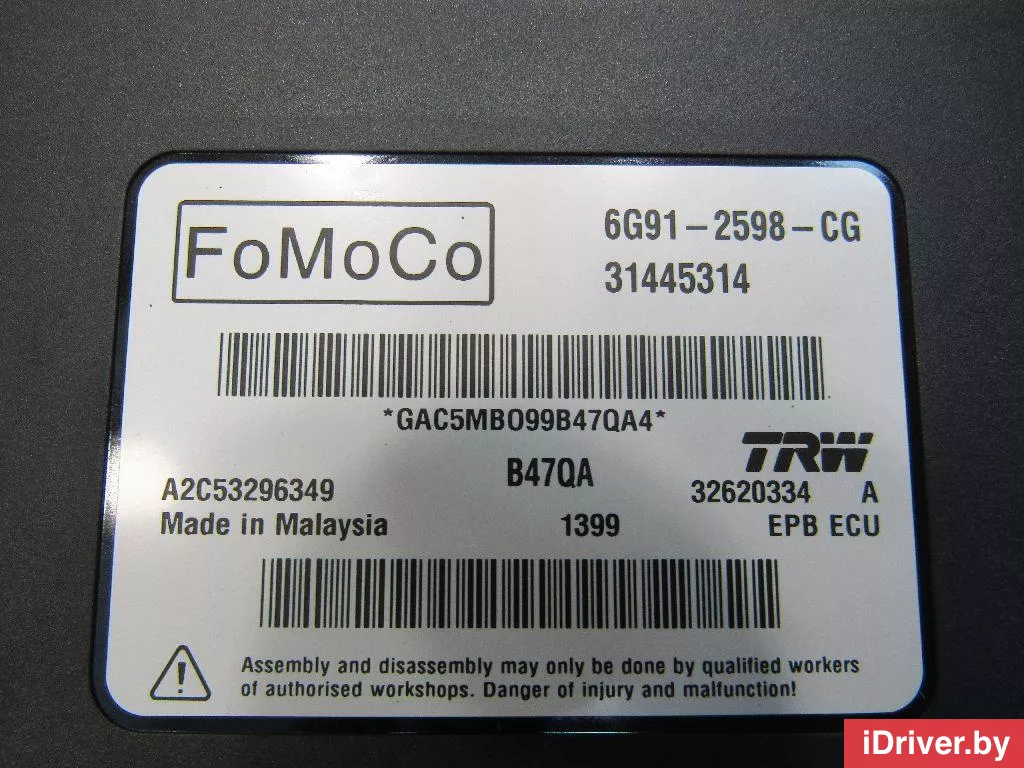 FoMoCo
6G91-2598-CG
31445314
*GAC5MBO99B47QA4*
TRW
A2C53296349 B47QA 32620334 A
Made in Malaysia 1399 EPB ECU
Assembly and disassembly may only be done by qualified workers
of authorised workshops. Danger of injury and malfunction!
iDriver.by